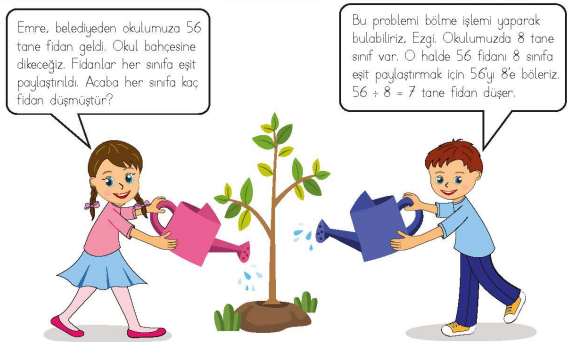 Emre, belediyeden okulumuza 56
tane fidan geldi. Okul bahçesine
dikeceğiz. Fidanlar her sınıfa eşit
paylaştırıldı. Acaba her sınıfa kaç
fidan düşmüştür?
Bu problemi bölme işlemi yaparak
bulabiliriz, Ezgi. Okulumuzda 8 tane
sınıf var. O halde 56 fidanı 8 sınıfa
eşit paylaştırmak için 56'yı 8'e böleriz.
56 ÷ 8 = 7 tane fidan düşer.